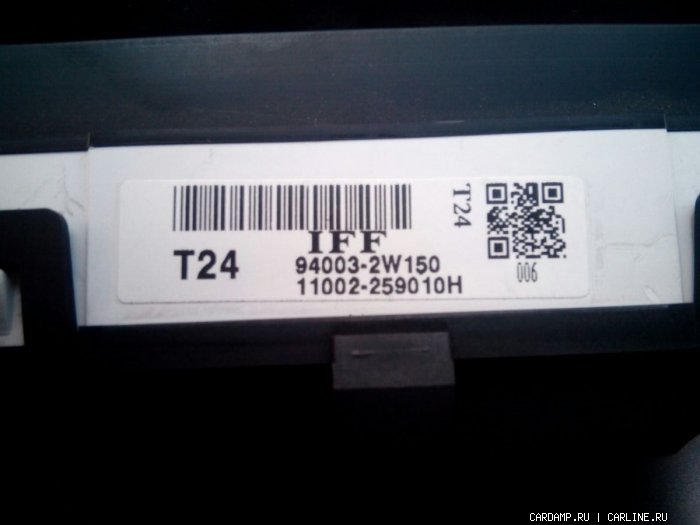 IFF
T24
94003-2W150
11002-259010H
T24
006
CARDAMP.RU | CARLINE.RU